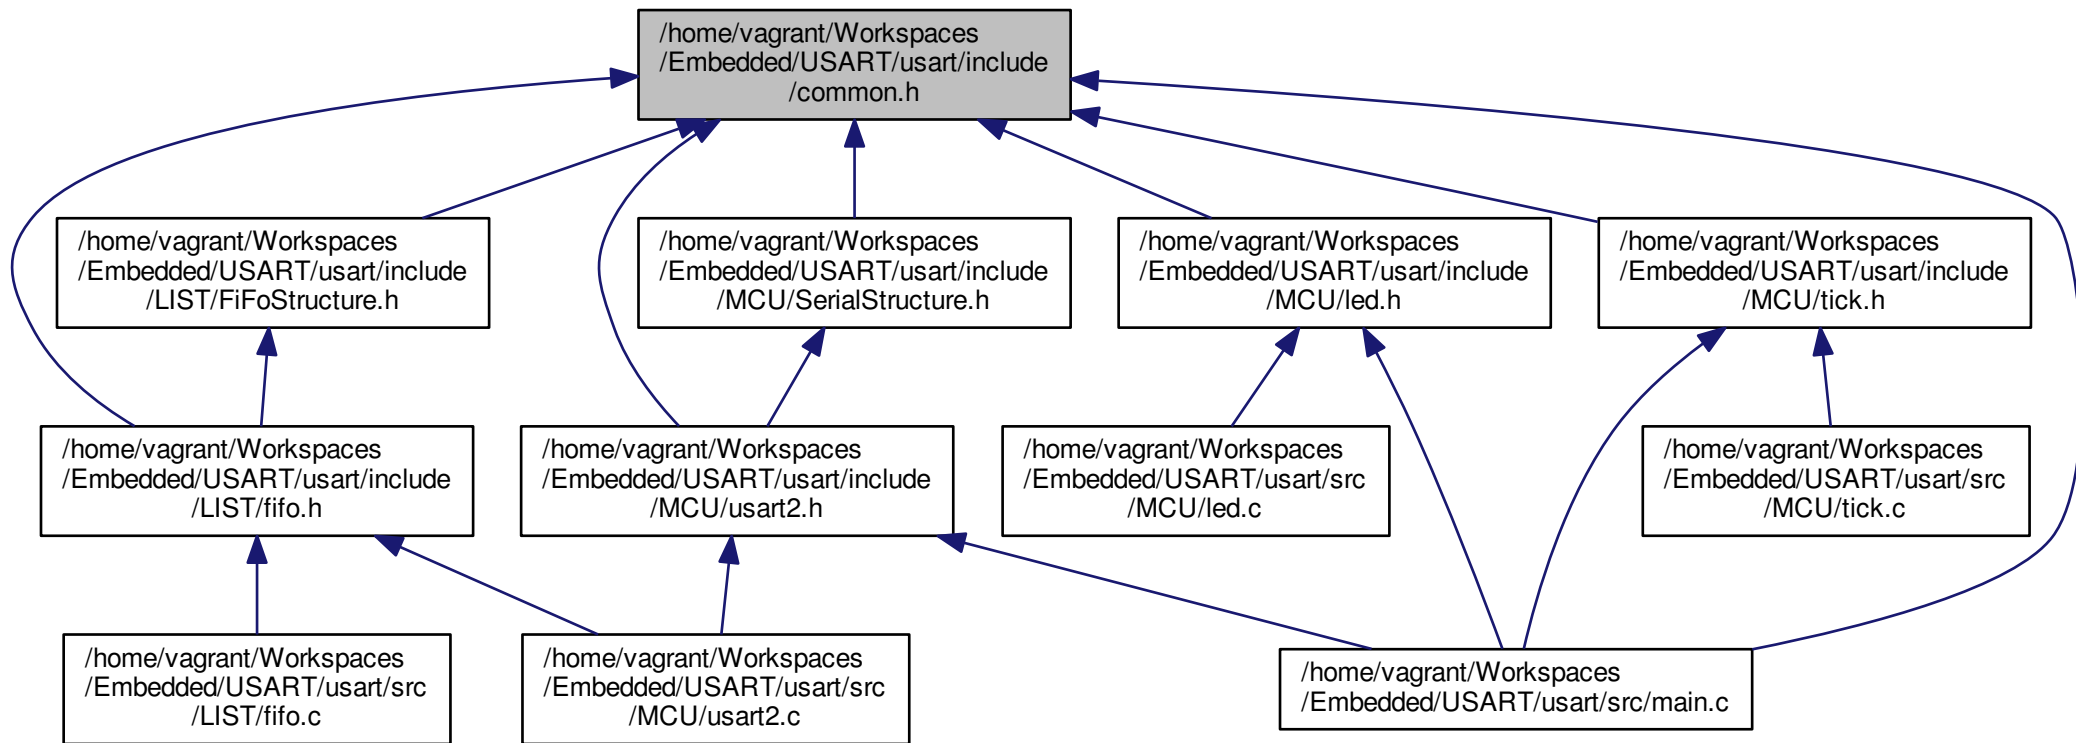 /home/vagrant/Workspaces
/Embedded/USART/usart/include
/common.h
/home/vagrant/Workspaces
/Embedded/USART/usart/include
/LIST/FiFoStructure.h
/home/vagrant/Workspaces
/Embedded/USART/usart/include
/MCU/SerialStructure.h
/home/vagrant/Workspaces
/Embedded/USART/usart/include
/MCU/led.h
/home/vagrant/Workspaces
/Embedded/USART/usart/include
/MCU/tick.h
/home/vagrant/Workspaces
/Embedded/USART/usart/include
/LIST/fifo.h
/home/vagrant/Workspaces
/Embedded/USART/usart/include
/MCU/usart2.h
/home/vagrant/Workspaces
/Embedded/USART/usart/src
/MCU/led.c
/home/vagrant/Workspaces
/Embedded/USART/usart/src
/MCU/tick.c
/home/vagrant/Workspaces
/Embedded/USART/usart/src
/LIST/fifo.c
/home/vagrant/Workspaces
/Embedded/USART/usart/src
/MCU/usart2.c
/home/vagrant/Workspaces
/Embedded/USART/usart/src/main.c